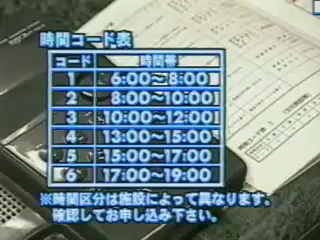 時間コード表
コード 時間帯
1 6:00〜8:00
2 8:00〜10:00
3 10:00〜12:00
4 13:00〜15:00
5 15:00〜17:00
6 17:00〜19:00
※時間区分は施設によって異なります。
確認してお申し込み下さい。